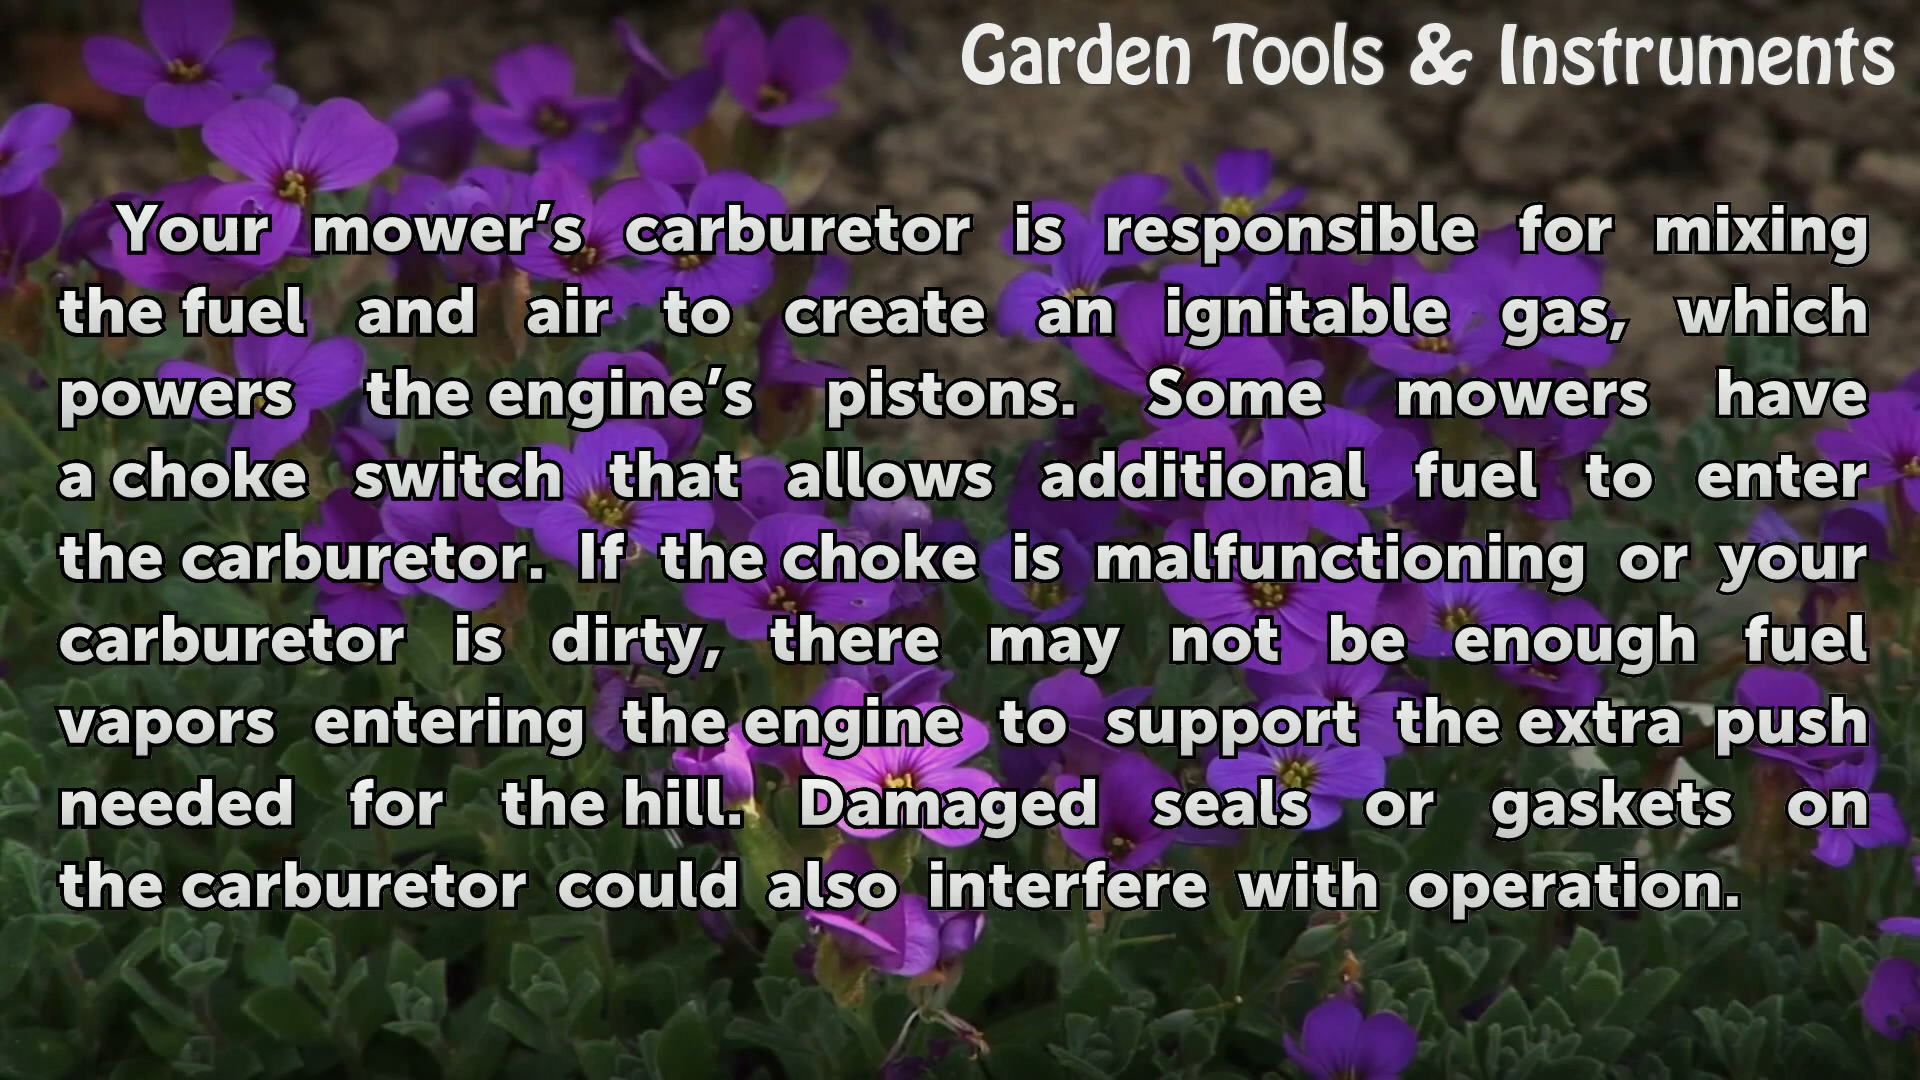 Garden Tools & Instruments
Your mower’s carburetor is responsible for mixing
the fuel and air to create an ignitable gas, which
powers the engine’s pistons. Some mowers have
a choke switch that allows additional fuel to enter
the carburetor. If the choke is malfunctioning or your
carburetor is dirty, there may not be enough fuel
vapors entering the engine to support the extra push
needed for the hill. Damaged seals or gaskets on
the carburetor could also interfere with operation.